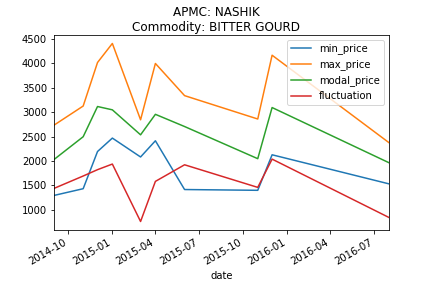 APMC: NASHIK
Commodity: BITTER GOURD
4500
4000
3500
3000
2500
2000
1500
1000
min_price
max_price
modal_price
fluctuation
2014-10
2015-01
2015-04
2015-07
2015-10
2016-01
2016-04
2016-07
date